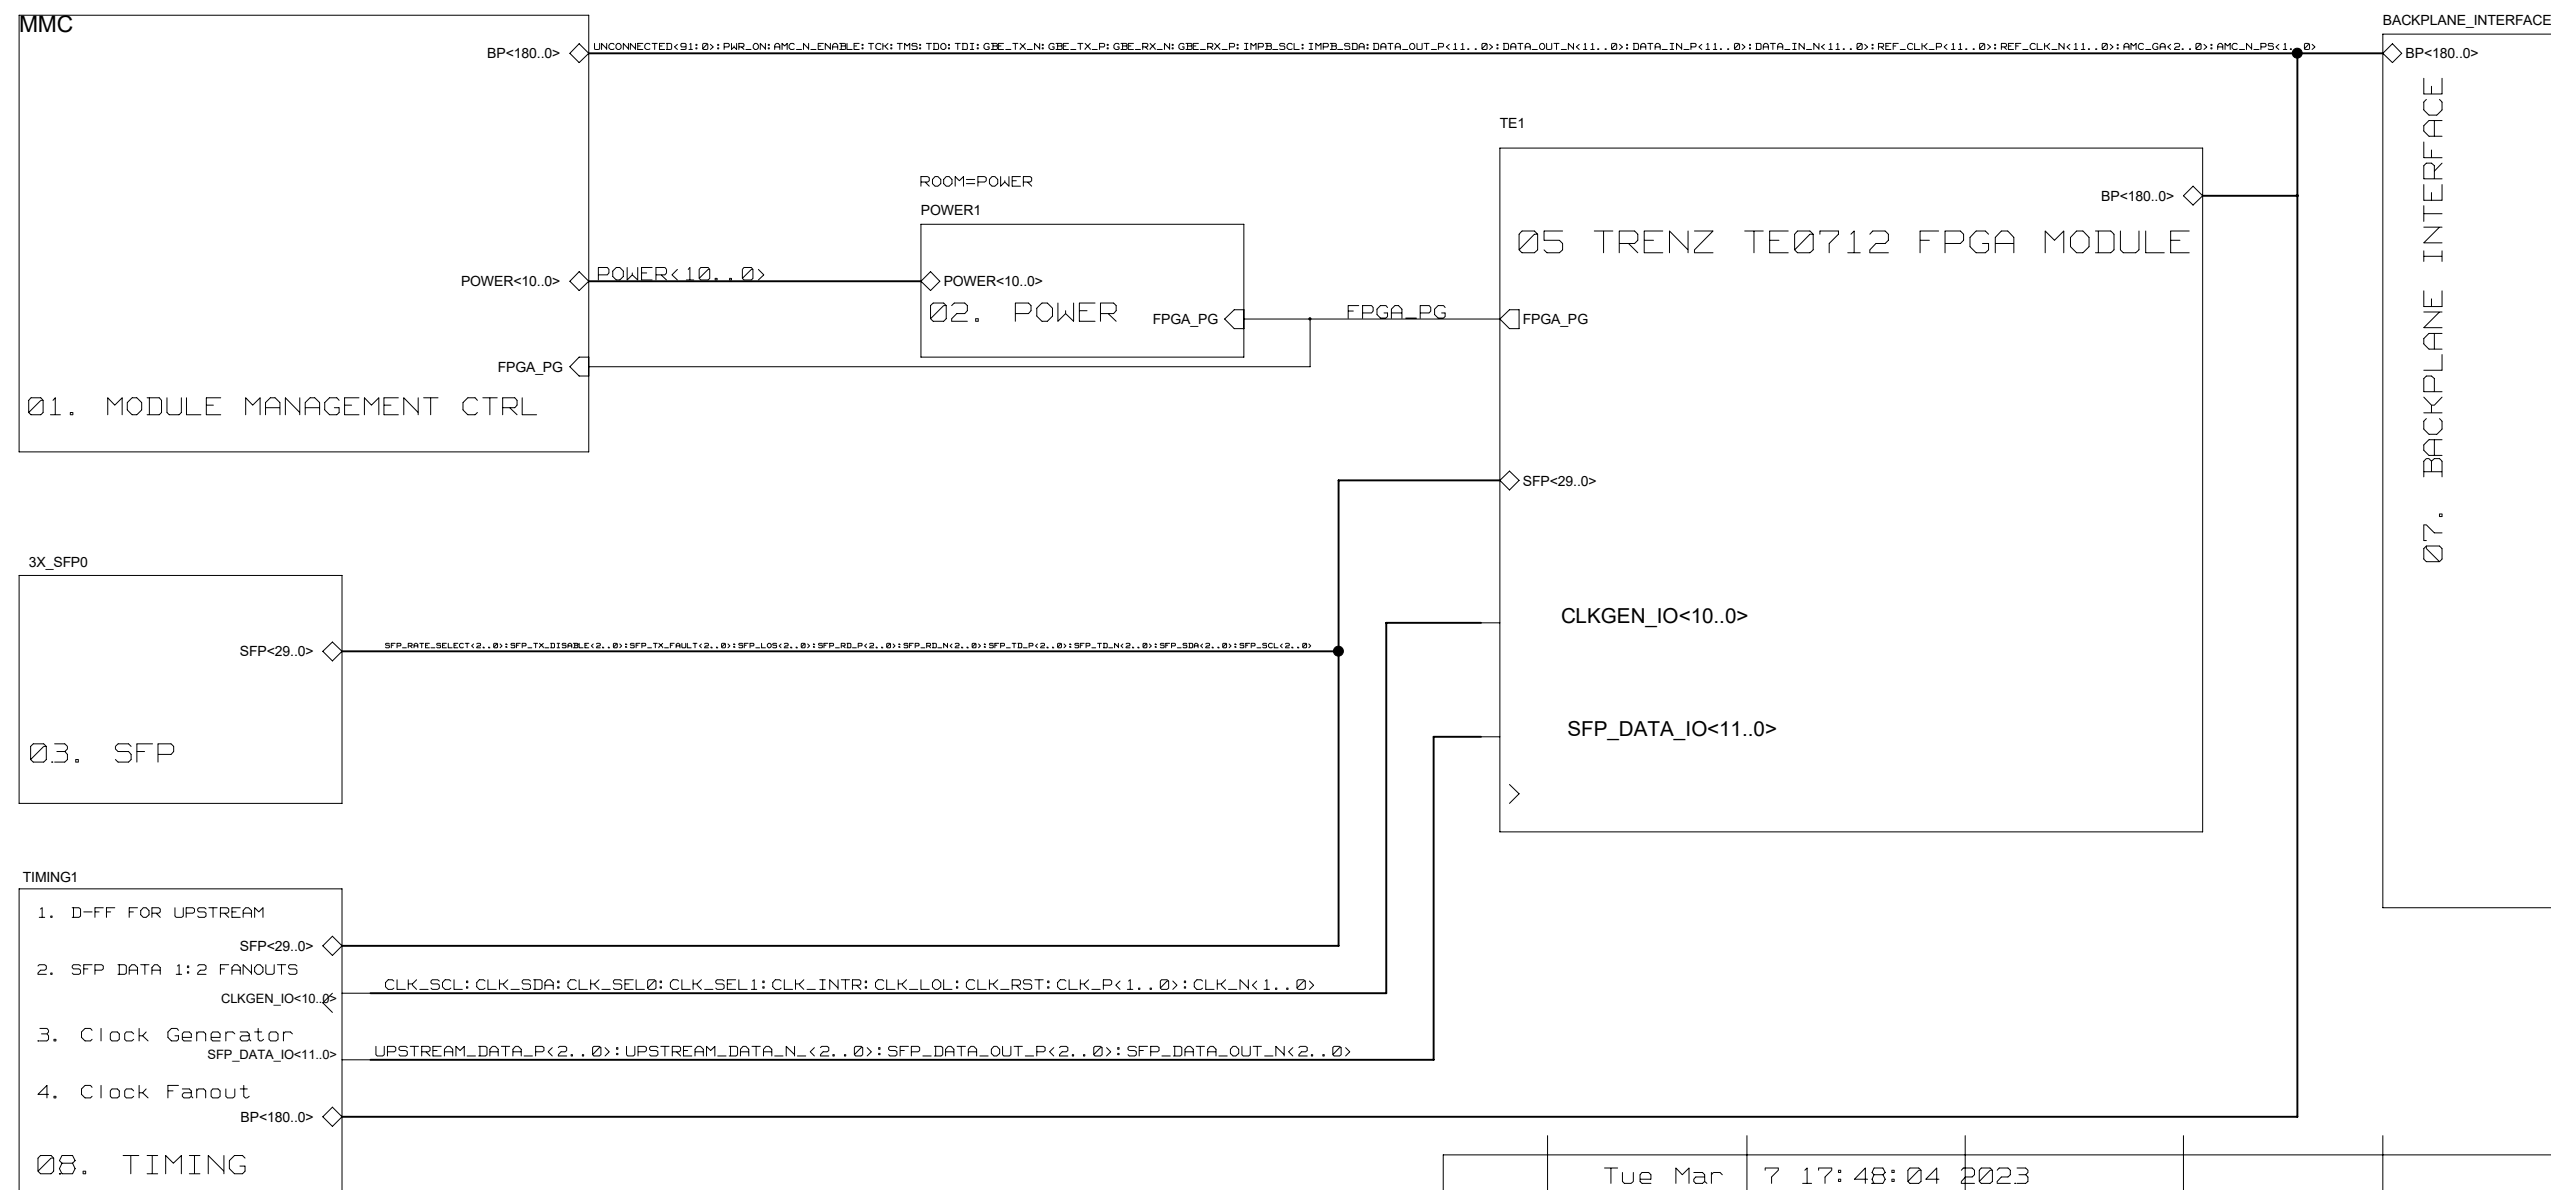 MMC
BACKPLANE_INTERFACE
BP<180..0>
UNCONNECTED<91:0>:PWR_ON:AMC_N_ENABLE:TCK:TMS:TDO:TDI:GBE_TX_N:GBE_TX_P:GBE_RX_N:GBE_RX_P:IMPB_SCL:IMPB_SDA:DATA_OUT_P<11..0>:DATA_OUT_N<11..0>:DATA_IN_P<11..0>:DATA_IN_N<11..0>:REF_CLK_P<11..0>:REF_CLK_N<11..0>:AMC_GA<2..0>:AMC_N_PS<1..0>
BP<180..0>
07. BACKPLANE INTERFACE
TE1
ROOM=POWER
POWER1
BP<180..0>
05 TRENZ TE0712 FPGA MODULE
POWER<10..0>
POWER<10..0>
POWER<10..0>
02. POWER
FPGA_PG
FPGA_PG
FPGA_PG
FPGA_PG
01. MODULE MANAGEMENT CTRL
SFP<29..0>
3X_SFP0
CLKGEN_IO<10..0>
SFP<29..0>
SFP_RATE_SELECT<2..0>:SFP_TX_DISABLE<2..0>:SFP_TX_FAULT<2..0>:SFP_LOS<2..0>:SFP_RD_P<2..0>:SFP_RD_N<2..0>:SFP_TD_P<2..0>:SFP_TD_N<2..0>:SFP_SDA<2..0>:SFP_SCL<2..0>
SFP_DATA_IO<11..0>
03. SFP
TIMING1
1. D-FF FOR UPSTREAM
SFP<29..0>
2. SFP DATA 1:2 FANOUTS
CLKGEN_IO<10..0>
CLK_SCL:CLK_SDA:CLK_SEL0:CLK_SEL1:CLK_INTR:CLK_LOL:CLK_RST:CLK_P<1..0>:CLK_N<1..0>
3. Clock Generator
SFP_DATA_IO<11..0>
UPSTREAM_DATA_P<2..0>:UPSTREAM_DATA_N_<2..0>:SFP_DATA_OUT_P<2..0>:SFP_DATA_OUT_N<2..0>
4. Clock Fanout
BP<180..0>
08. TIMING
Tue Mar 7 17:48:04 2023